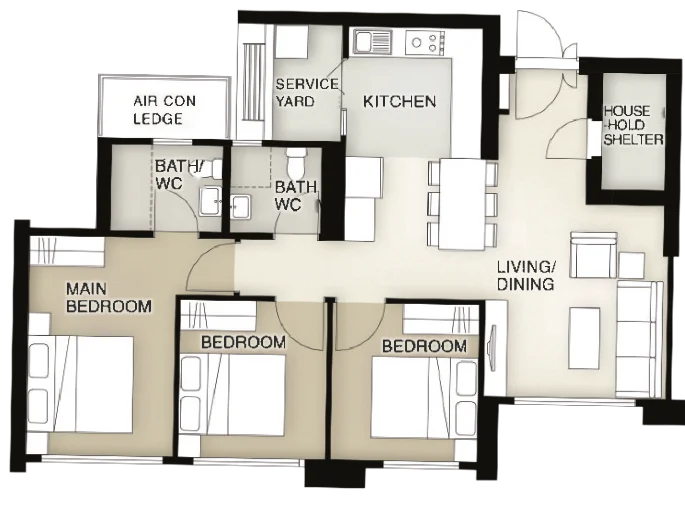 AIR CON
LEDGE
SERVICE
YARD
KITCHEN
HOUSE
-HOLD
SHELTER
BATH/
WC
BATH
WC
MAIN
BEDROOM
BEDROOM
BEDROOM
LIVING/
DINING